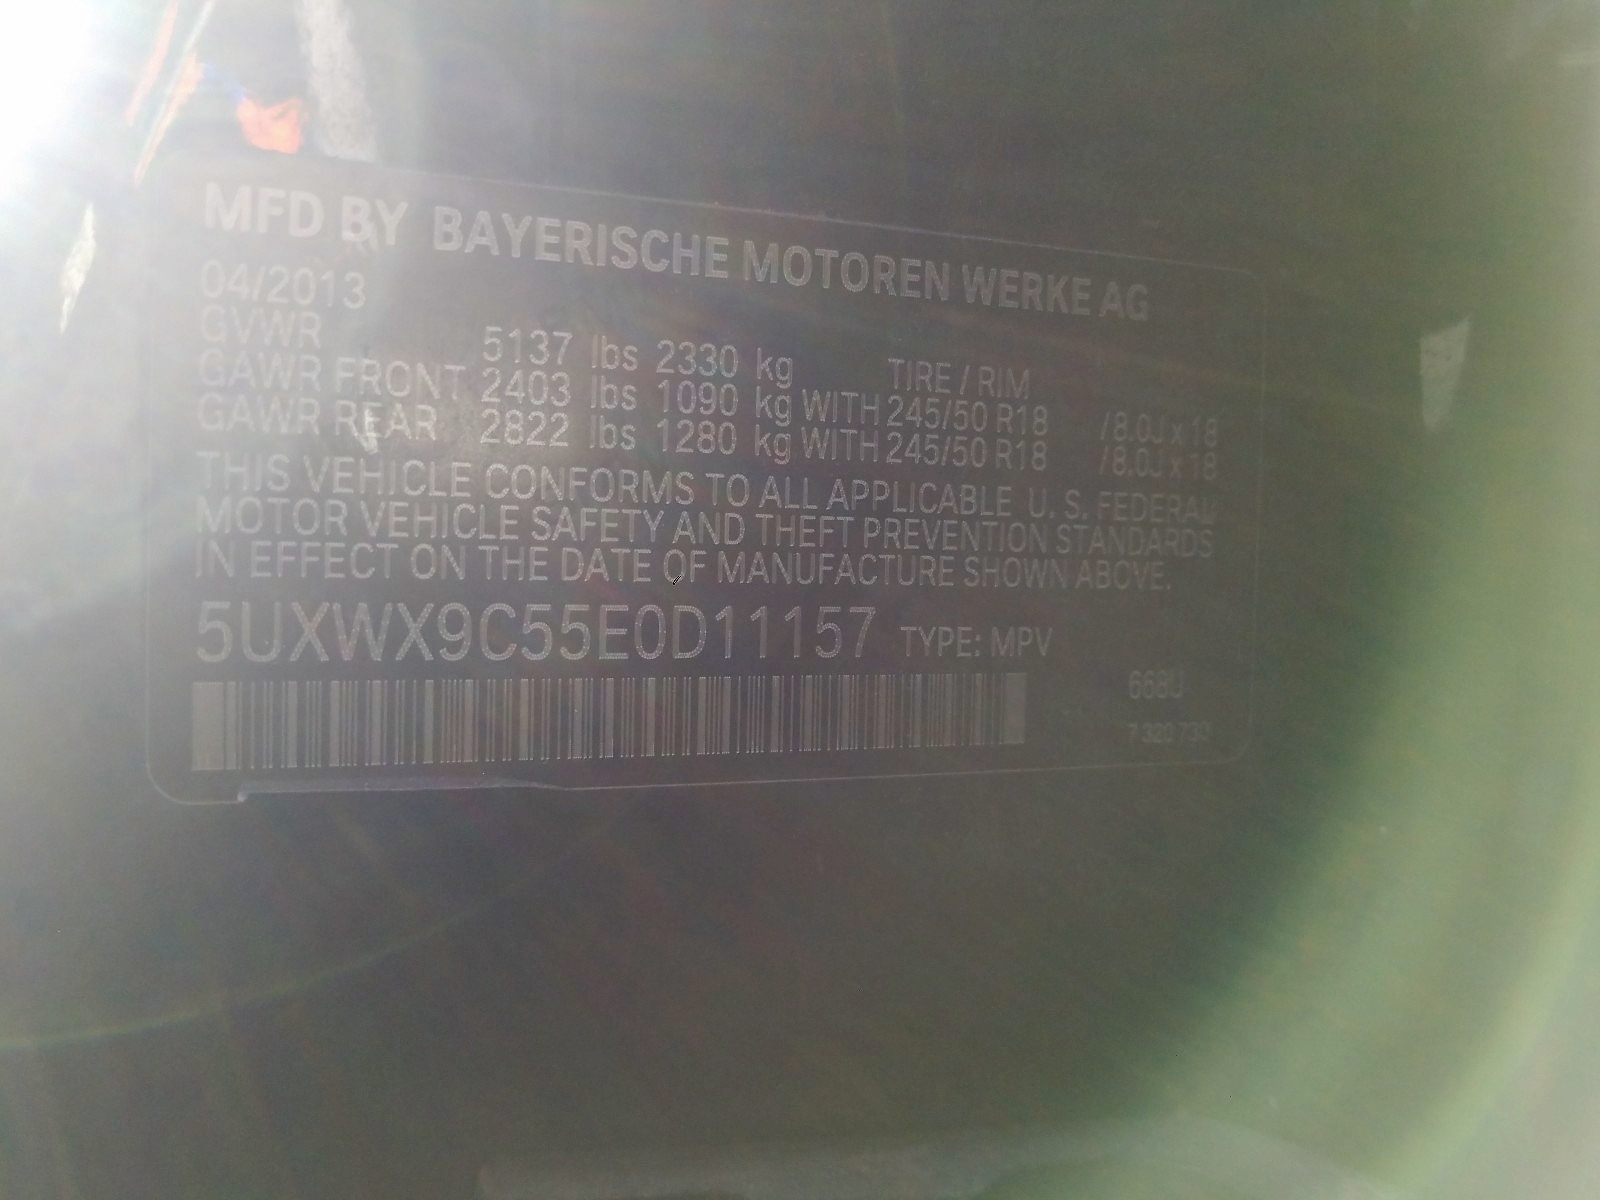 MFD BY BAYERISCHE MOTOREN WERKE AG
04/2013
GVWR 5137 lbs 2330 kg TIRE / RIM
GAWR FRONT 2403 lbs 1090 kg WITH 245/50 R18 /8.0J x 18
GAWR REAR 2822 lbs 1280 kg WITH 245/50 R18 /8.0J x 18
THIS VEHICLE CONFORMS TO ALL APPLICABLE U. S. FEDERAL
MOTOR VEHICLE SAFETY AND THEFT PREVENTION STANDARDS
IN EFFECT ON THE DATE OF MANUFACTURE SHOWN ABOVE.
5UXWX9C55E0D11157 TYPE: MPV